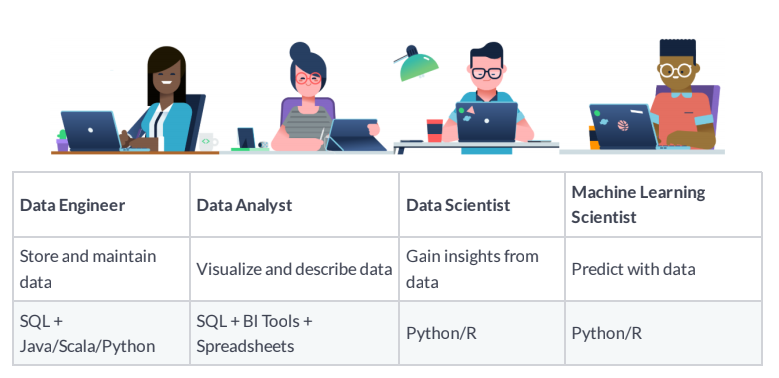 Data Engineer
Data Analyst
Data Scientist
Machine Learning
Scientist
Store and maintain
data
Visualize and describe data
Gain insights from
data
Predict with data
SQL +
Java/Scala/Python
SQL + BI Tools +
Spreadsheets
Python/R
Python/R